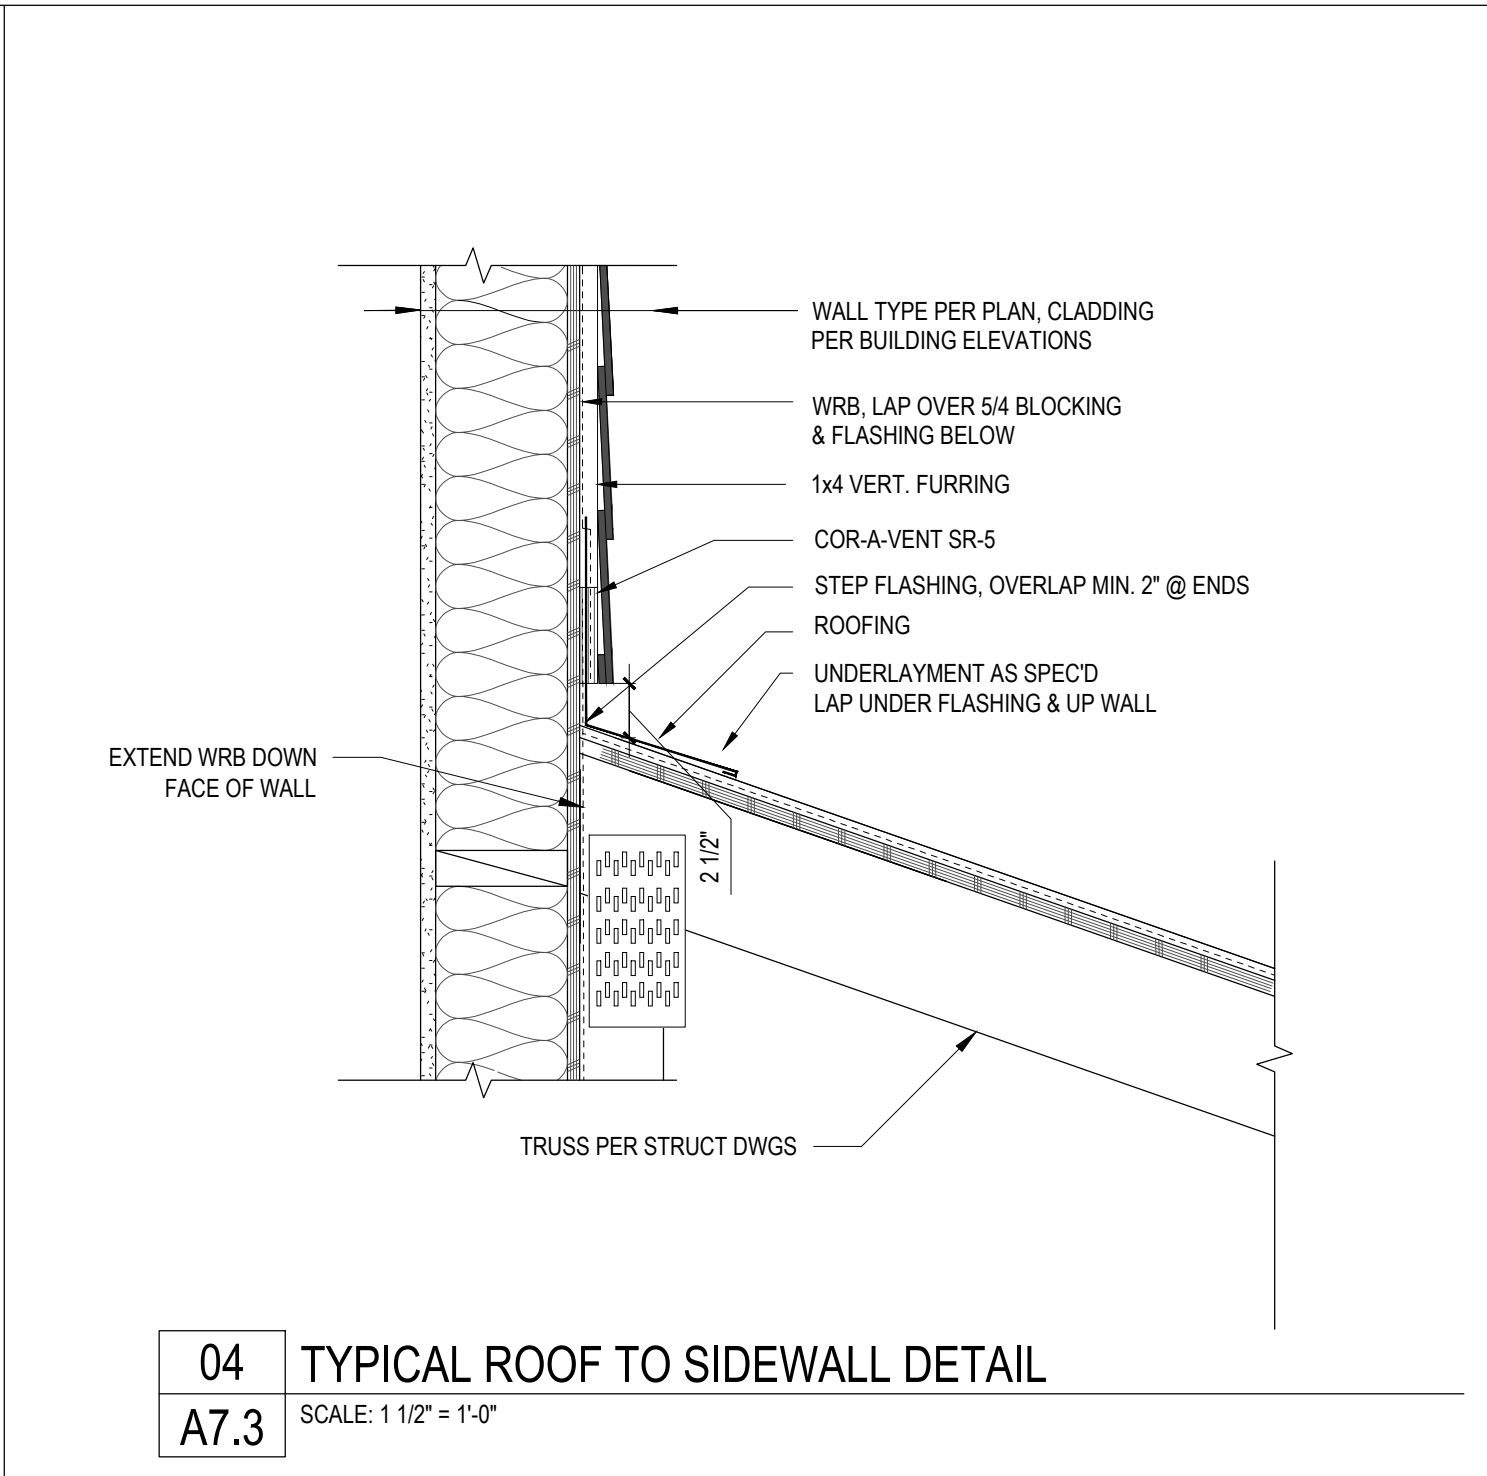 WALL TYPE PER PLAN, CLADDING
PER BUILDING ELEVATIONS
WRB, LAP OVER 5/4 BLOCKING
& FLASHING BELOW
1x4 VERT. FURRING
COR-A-VENT SR-5
STEP FLASHING, OVERLAP MIN. 2" @ ENDS
ROOFING
UNDERLAYMENT AS SPEC'D
LAP UNDER FLASHING & UP WALL
EXTEND WRB DOWN
FACE OF WALL
2 1/2"
TRUSS PER STRUCT DWGS
04
TYPICAL ROOF TO SIDEWALL DETAIL
A7.3
SCALE: 1 1/2" = 1'-0"